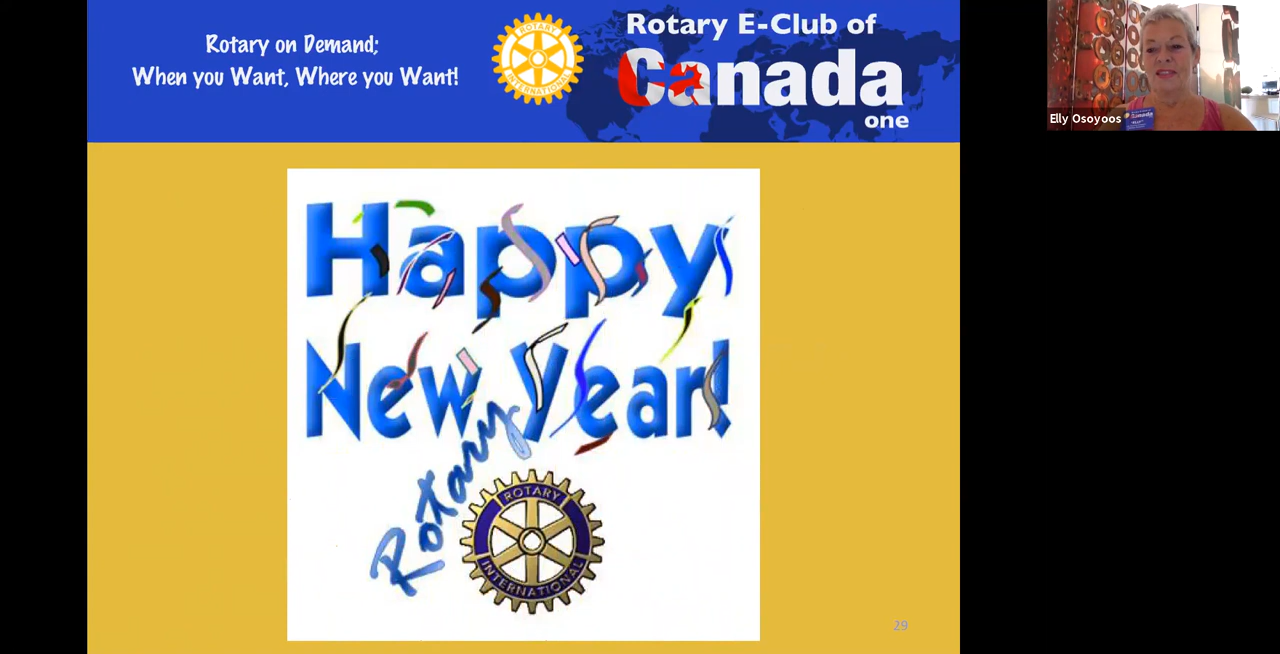 Rotary on Demand;
When you Want, Where you Want!
ROTARY
INTERNATIONAL
Rotary E-Club of
Canada
one
Elly Osoyoos
Canada
Happy
New Year!
Rotary
ROTARY
INTERNATIONAL
29